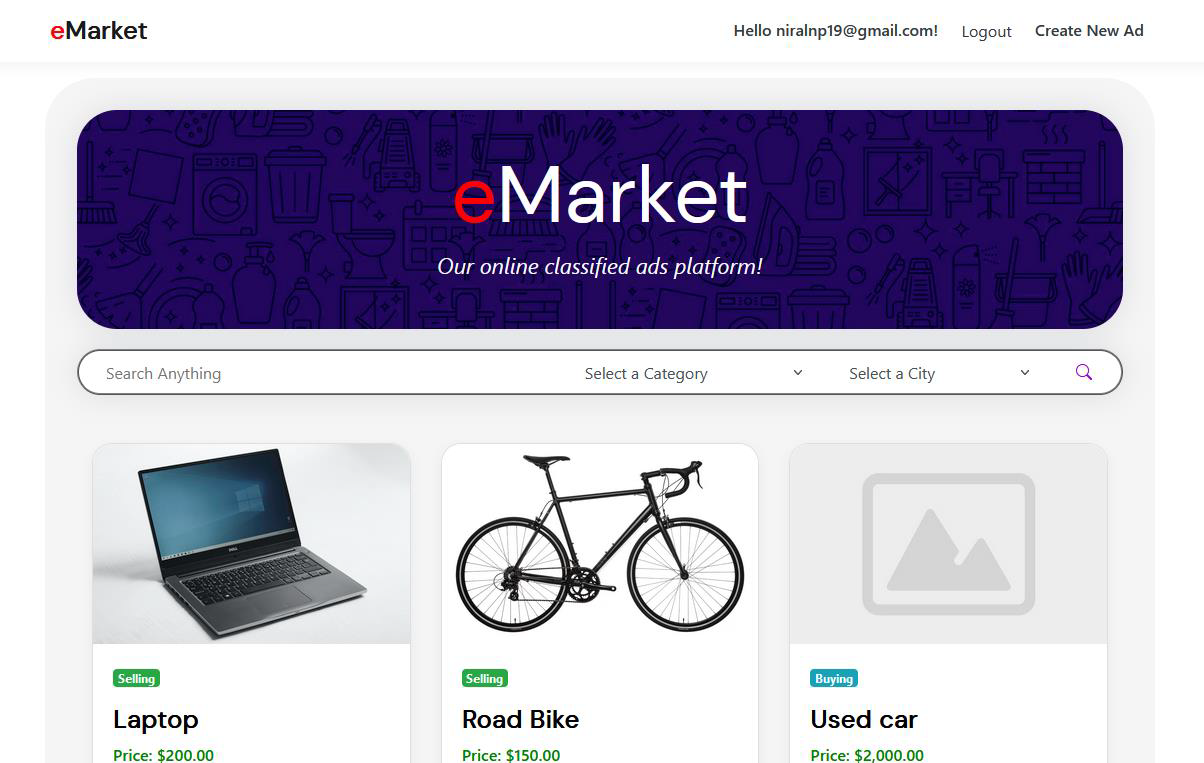 eMarket
Hello niralnp19@gmail.com! Logout Create New Ad
eMarket
Our online classified ads platform!
Search Anything Select a Category Select a City
Selling
Laptop
Price: $200.00
Selling
Road Bike
Price: $150.00
Buying
Used car
Price: $2,000.00